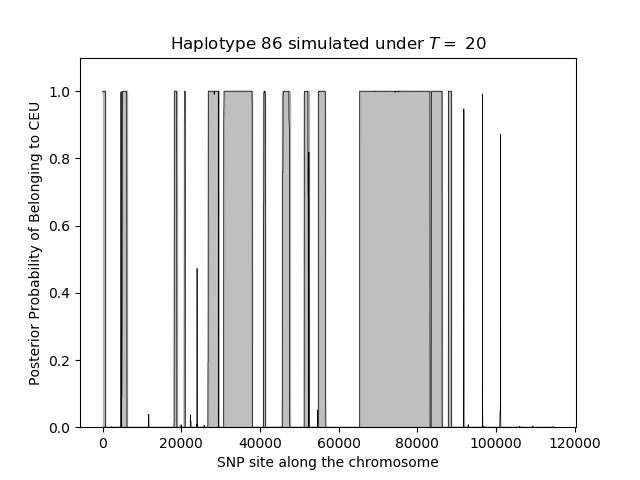 Haplotype 86 simulated under T = 20
Posterior Probability of Belonging to CEU
1.0
0.8
0.6
0.4
0.2
0.0
0 20000 40000 60000 80000 100000 120000
SNP site along the chromosome